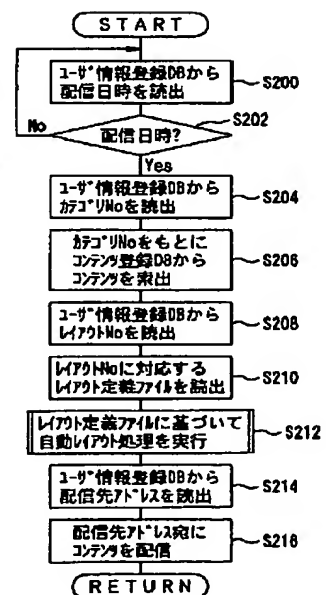 START
ﾕｰｻﾞ情報登録DBから
配信日時を読出
S200
配信日時?
S202
No
Yes
ﾕｰｻﾞ情報登録DBから
ｶﾃｺﾞﾘNoを読出
S204
ｶﾃｺﾞﾘNoをもとに
ｺﾝﾃﾝﾂ登録DBから
ｺﾝﾃﾝﾂを索出
S206
ﾕｰｻﾞ情報登録DBから
ﾚｲｱｳﾄNoを読出
S208
ﾚｲｱｳﾄNoに対応する
ﾚｲｱｳﾄ定義ﾌｧｲﾙを読出
S210
ﾚｲｱｳﾄ定義ﾌｧｲﾙに基づいて
自動ﾚｲｱｳﾄ処理を実行
S212
ﾕｰｻﾞ情報登録DBから
配信先ｱﾄﾞﾚｽを読出
S214
配信先ｱﾄﾞﾚｽ宛に
ｺﾝﾃﾝﾂを配信
S216
RETURN